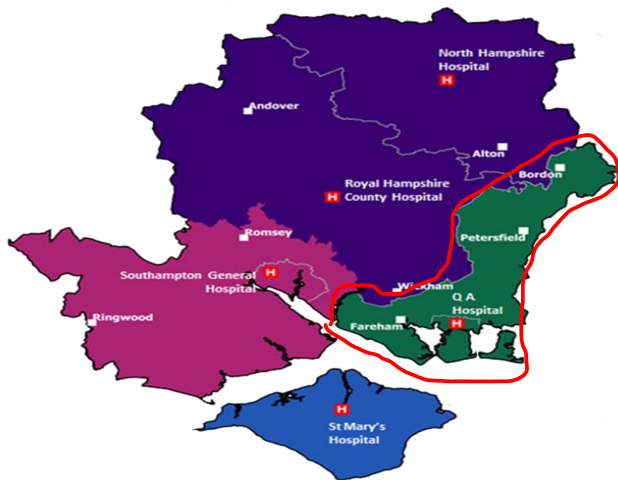 North Hampshire
Hospital
H
Andover
Alton
Bordon
Royal Hampshire
County Hospital
H
Petersfield
Romsey
Southampton General
Hospital
H
Wickham
Q A
Hospital
H
Ringwood
Fareham
H
St Mary's
Hospital